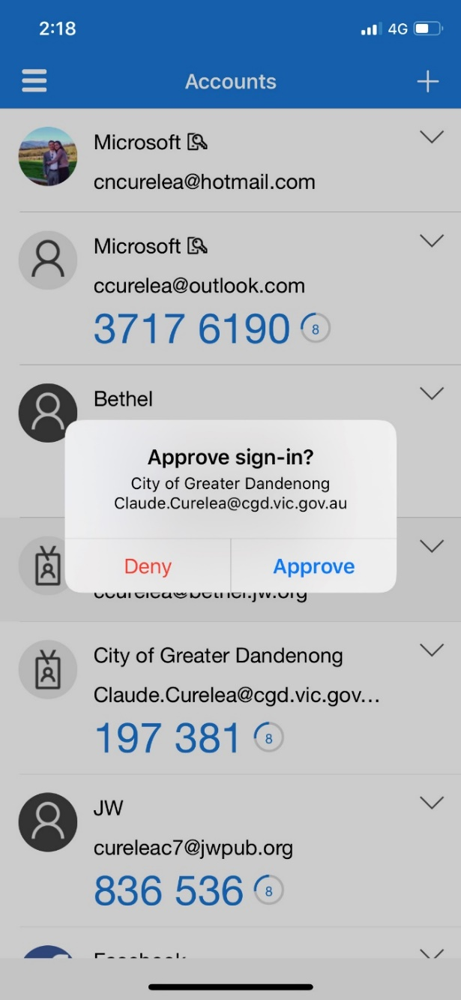 2:18
4G
Accounts
Microsoft
cncurelea@hotmail.com
Microsoft
ccurelea@outlook.com
3717 6190
8
Bethel
Approve sign-in?
City of Greater Dandenong
Claude.Curelea@cgd.vic.gov.au
Deny
Approve
ccurelea@bethel.jw.org
City of Greater Dandenong
Claude.Curelea@cgd.vic.gov...
197 381
8
JW
cureleac7@jwpub.org
836 536
8
Facebook